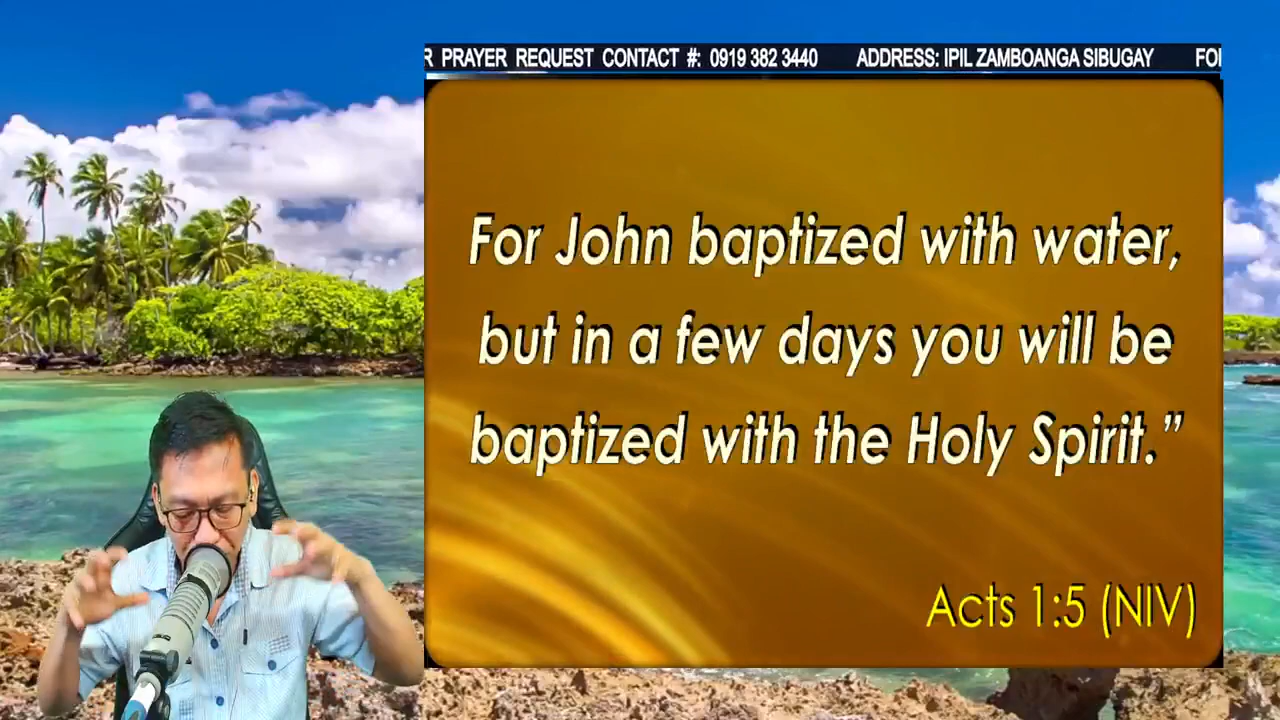 R PRAYER REQUEST CONTACT #: 0919 382 3440 ADDRESS: IPIL ZAMBOANGA SIBUGAY FO
For John baptized with water,
but in a few days you will be
baptized with the Holy Spirit.”
Acts 1:5 (NIV)